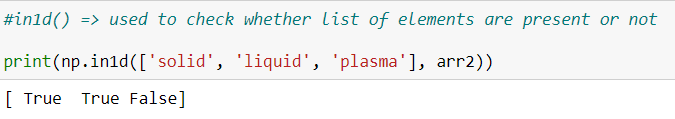 #in1d() => used to check whether list of elements are present or not
print(np.in1d(['solid', 'liquid', 'plasma'], arr2))
[ True  True False]